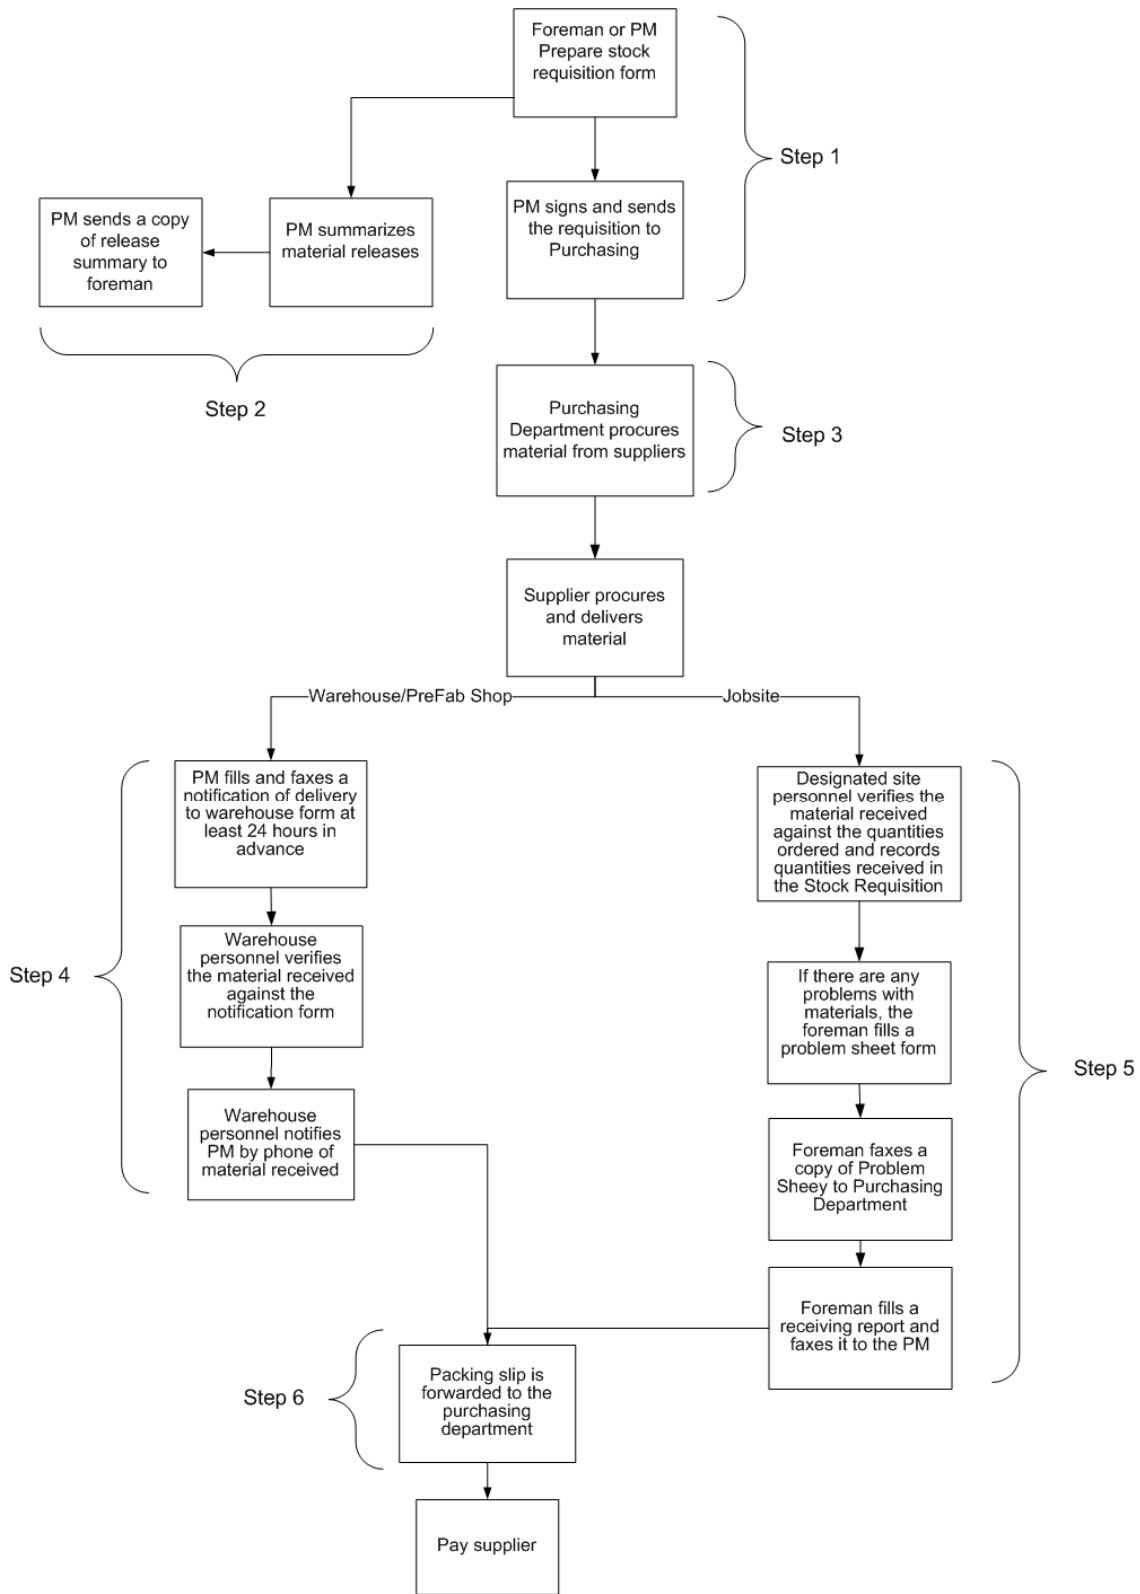 Foreman or PM
Prepare stock
requisition form
Step 1
PM signs and sends
the requisition to
Purchasing
PM summarizes
material releases
PM sends a copy
of release
summary to
foreman
Step 2
Purchasing
Department procures
material from suppliers
Step 3
Supplier procures
and delivers
material
Warehouse/PreFab Shop
Jobsite
PM fills and faxes a
notification of delivery
to warehouse form at
least 24 hours in
advance
Warehouse
personnel verifies
the material received
against the
notification form
Warehouse
personnel notifies
PM by phone of
material received
Step 4
Designated site
personnel verifies the
material received
against the quantities
ordered and records
quantities received in
the Stock Requisition
If there are any
problems with
materials, the
foreman fills a
problem sheet form
Foreman faxes a
copy of Problem
Sheey to Purchasing
Department
Foreman fills a
receiving report and
faxes it to the PM
Step 5
Packing slip is
forwarded to the
purchasing
department
Step 6
Pay supplier